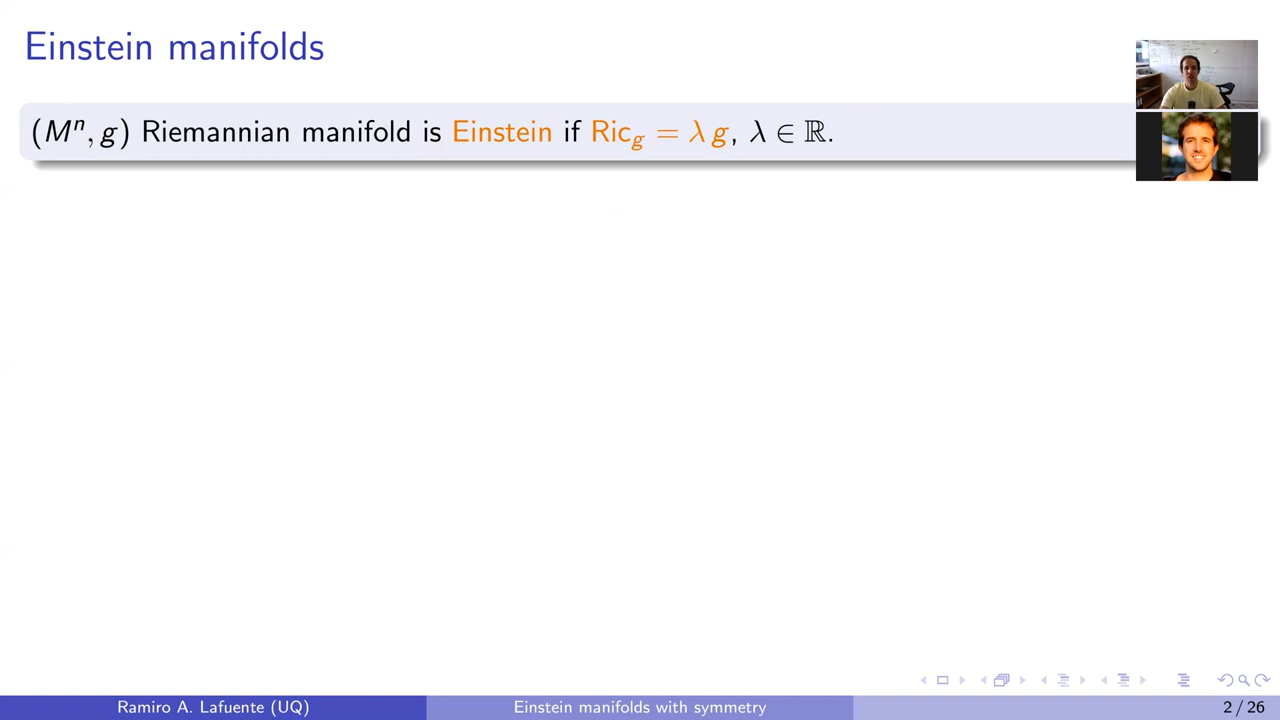 Einstein manifolds
(Mⁿ, g) Riemannian manifold is Einstein if Ric_g = λ g, λ ∈ ℝ.
Ramiro A. Lafuente (UQ) Einstein manifolds with symmetry 2 / 26